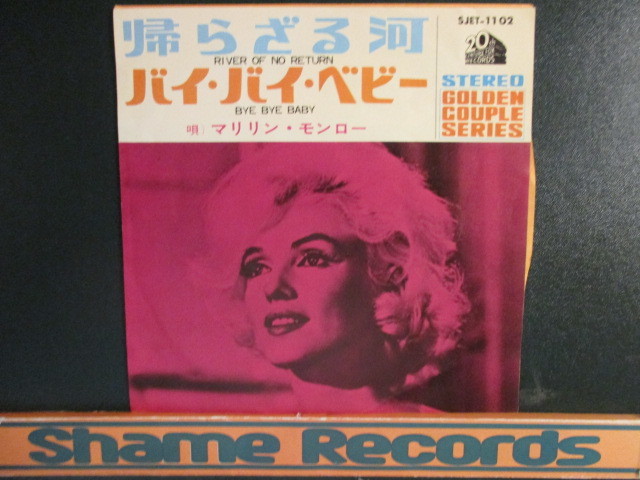 帰らざる河
RIVER OF NO RETURN
バイ・バイ・ベビー
BYE BYE BABY
唄：マリリン・モンロー
SJET-1102
20th
RECORDS
STEREO
GOLDEN
COUPLE
SERIES
Shame Records